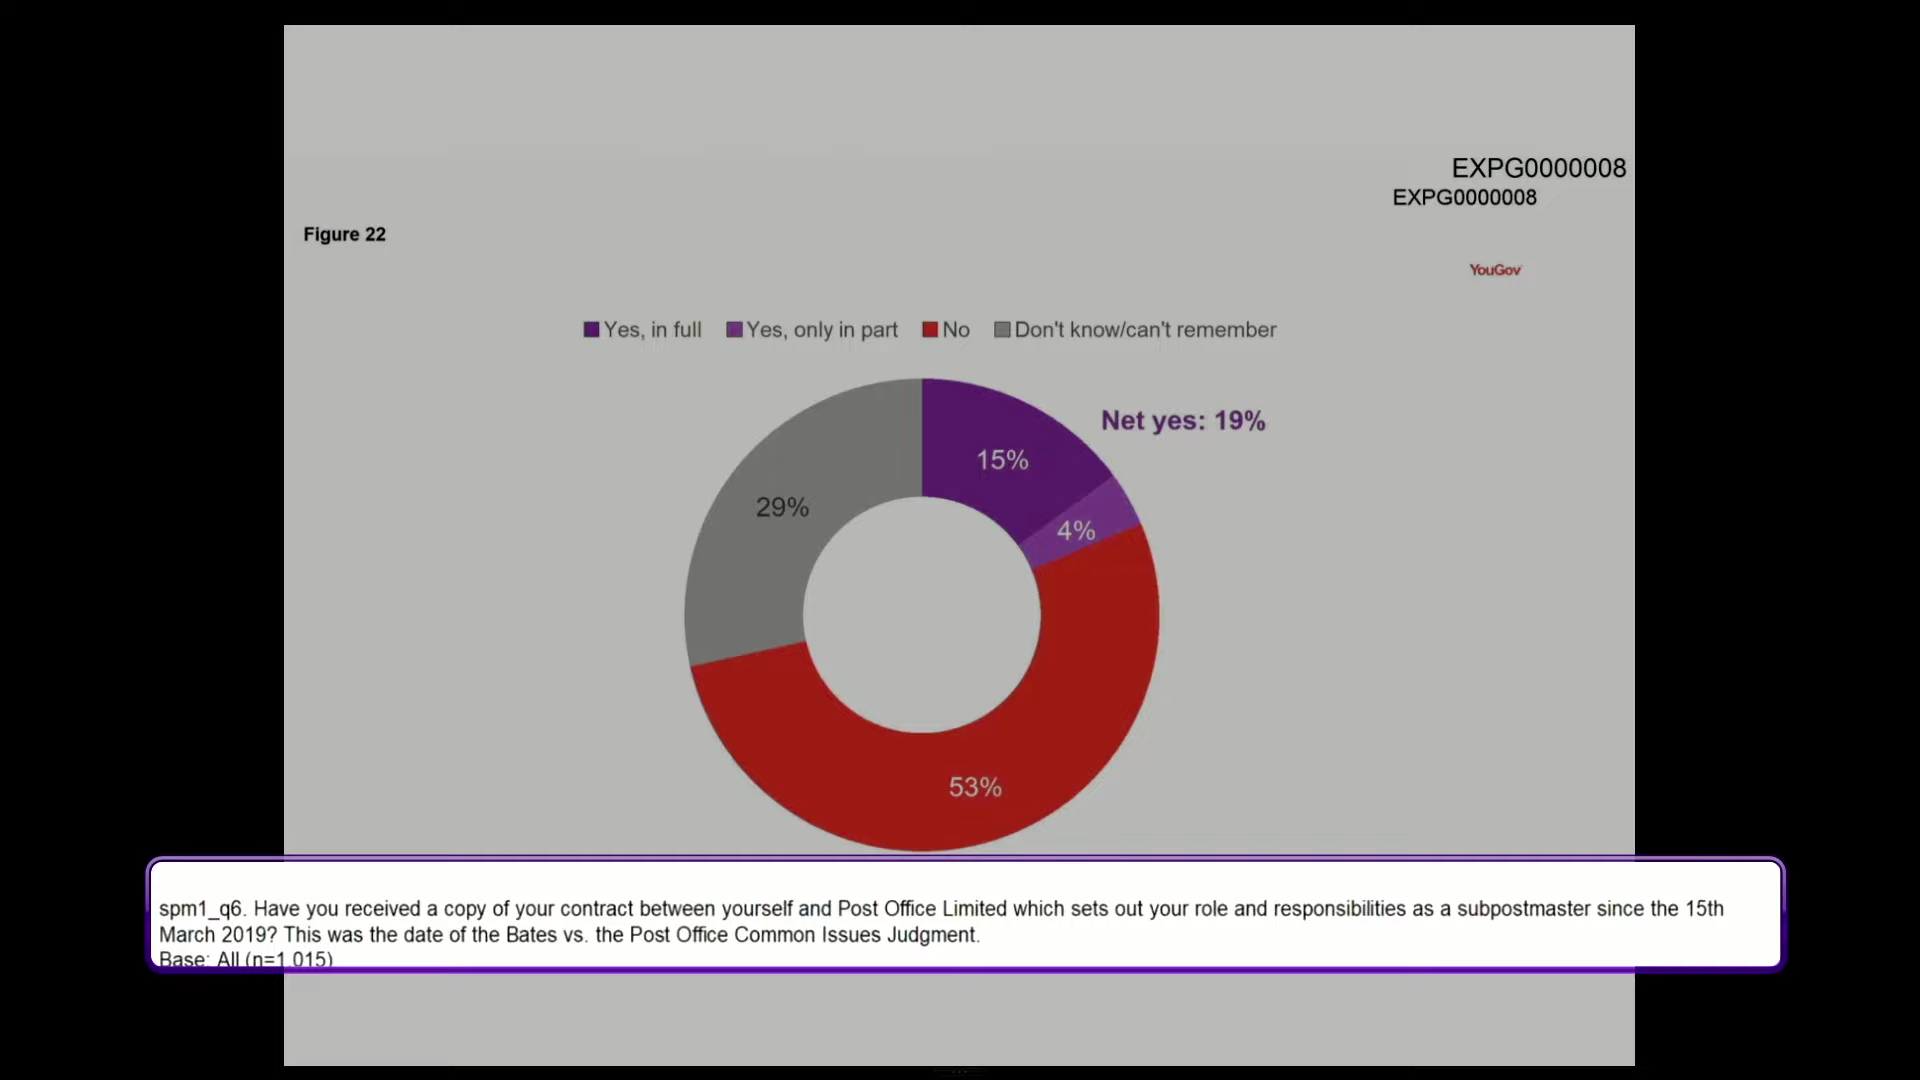 EXPG0000008
EXPG0000008
Figure 22
YouGov
Yes, in full Yes, only in part No Don't know/can't remember
Net yes: 19%
15%
4%
29%
53%
spm1_q6. Have you received a copy of your contract between yourself and Post Office Limited which sets out your role and responsibilities as a subpostmaster since the 15th
March 2019? This was the date of the Bates vs. the Post Office Common Issues Judgment.
Base: All (n=1,015)